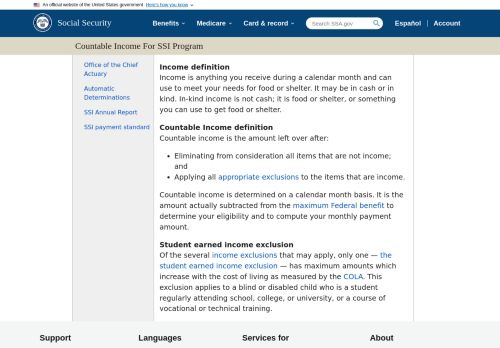 An official website of the United States government Here's how you know
Social Security
Benefits Medicare Card & record Search SSA.gov Español Account
Countable Income For SSI Program
Office of the Chief
Actuary
Automatic
Determinations
SSI Annual Report
SSI payment standard
Income definition
Income is anything you receive during a calendar month and can
use to meet your needs for food or shelter. It may be in cash or in
kind. In-kind income is not cash; it is food or shelter, or something
you can use to get food or shelter.
Countable Income definition
Countable income is the amount left over after:
• Eliminating from consideration all items that are not income;
and
• Applying all appropriate exclusions to the items that are income.
Countable income is determined on a calendar month basis. It is the
amount actually subtracted from the maximum Federal benefit to
determine your eligibility and to compute your monthly payment
amount.
Student earned income exclusion
Of the several income exclusions that may apply, only one — the
student earned income exclusion — has maximum amounts which
increase with the cost of living as measured by the COLA. This
exclusion applies to a blind or disabled child who is a student
regularly attending school, college, or university, or a course of
vocational or technical training.
Support Languages Services for About